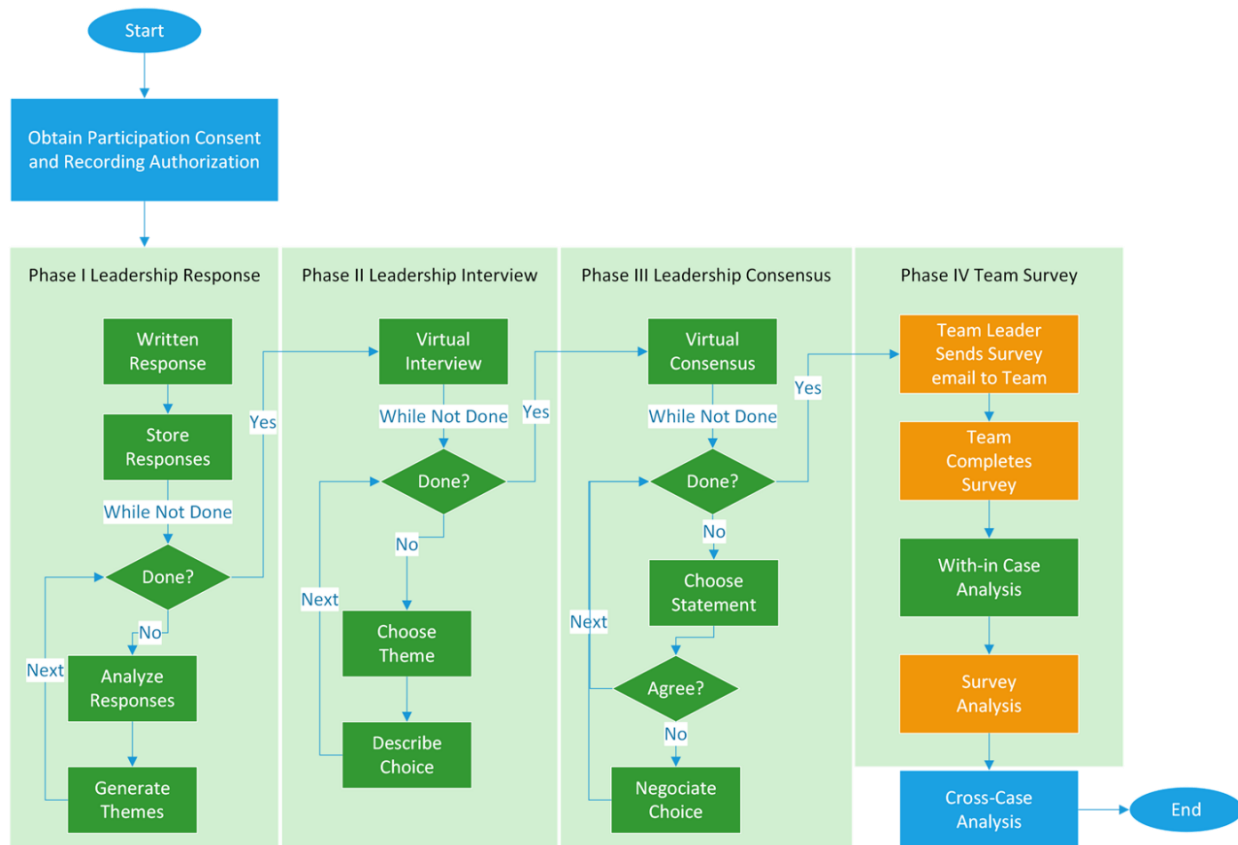 Start
Obtain Participation Consent
and Recording Authorization
Phase I Leadership Response
Written
Response
Store
Responses
While Not Done
Done?
Yes
No
Next
Analyze
Responses
Generate
Themes
Phase II Leadership Interview
Virtual
Interview
While Not Done
Done?
Yes
No
Next
Choose
Theme
Describe
Choice
Phase III Leadership Consensus
Virtual
Consensus
While Not Done
Done?
Yes
No
Choose
Statement
Next
Agree?
No
Negociate
Choice
Phase IV Team Survey
Team Leader
Sends Survey
email to Team
Team
Completes
Survey
With-in Case
Analysis
Survey
Analysis
Cross-Case
Analysis
End